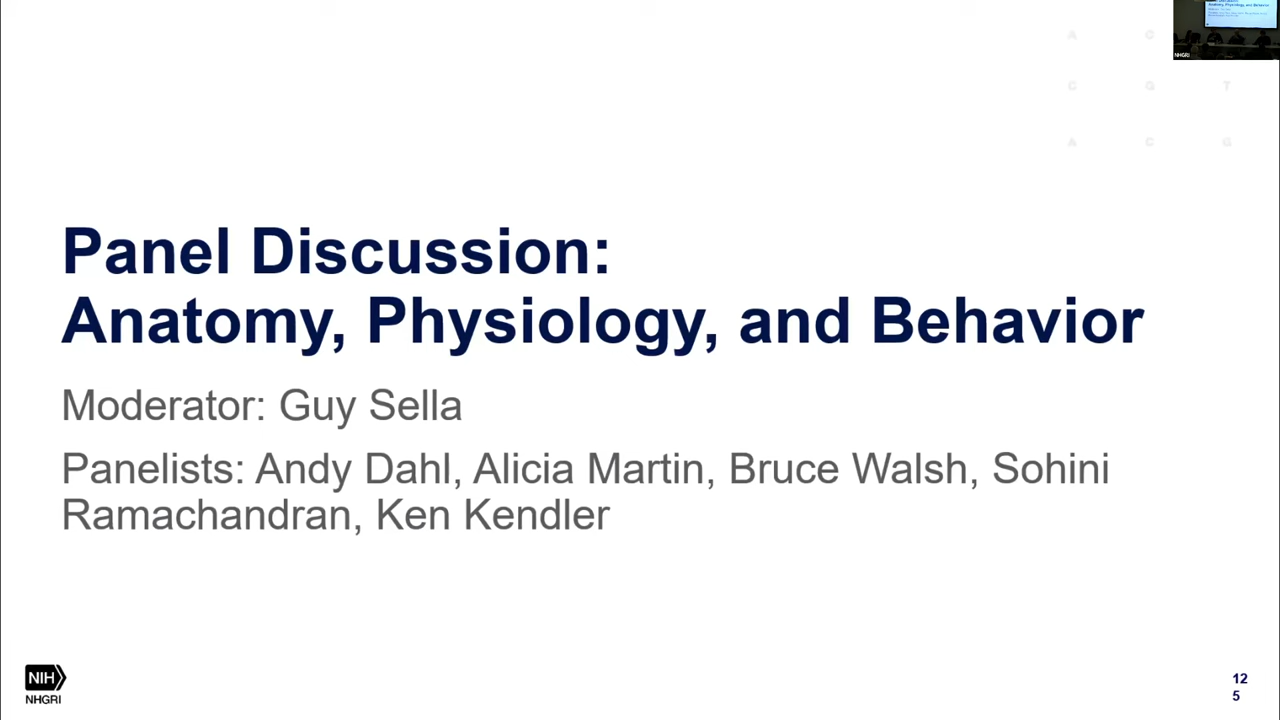 A C
C G T
A C G
NHGRI
Panel Discussion:
Anatomy, Physiology, and Behavior
Moderator: Guy Sella
Panelists: Andy Dahl, Alicia Martin, Bruce Walsh, Sohini
Ramachandran, Ken Kendler
NIH
NHGRI
12
5